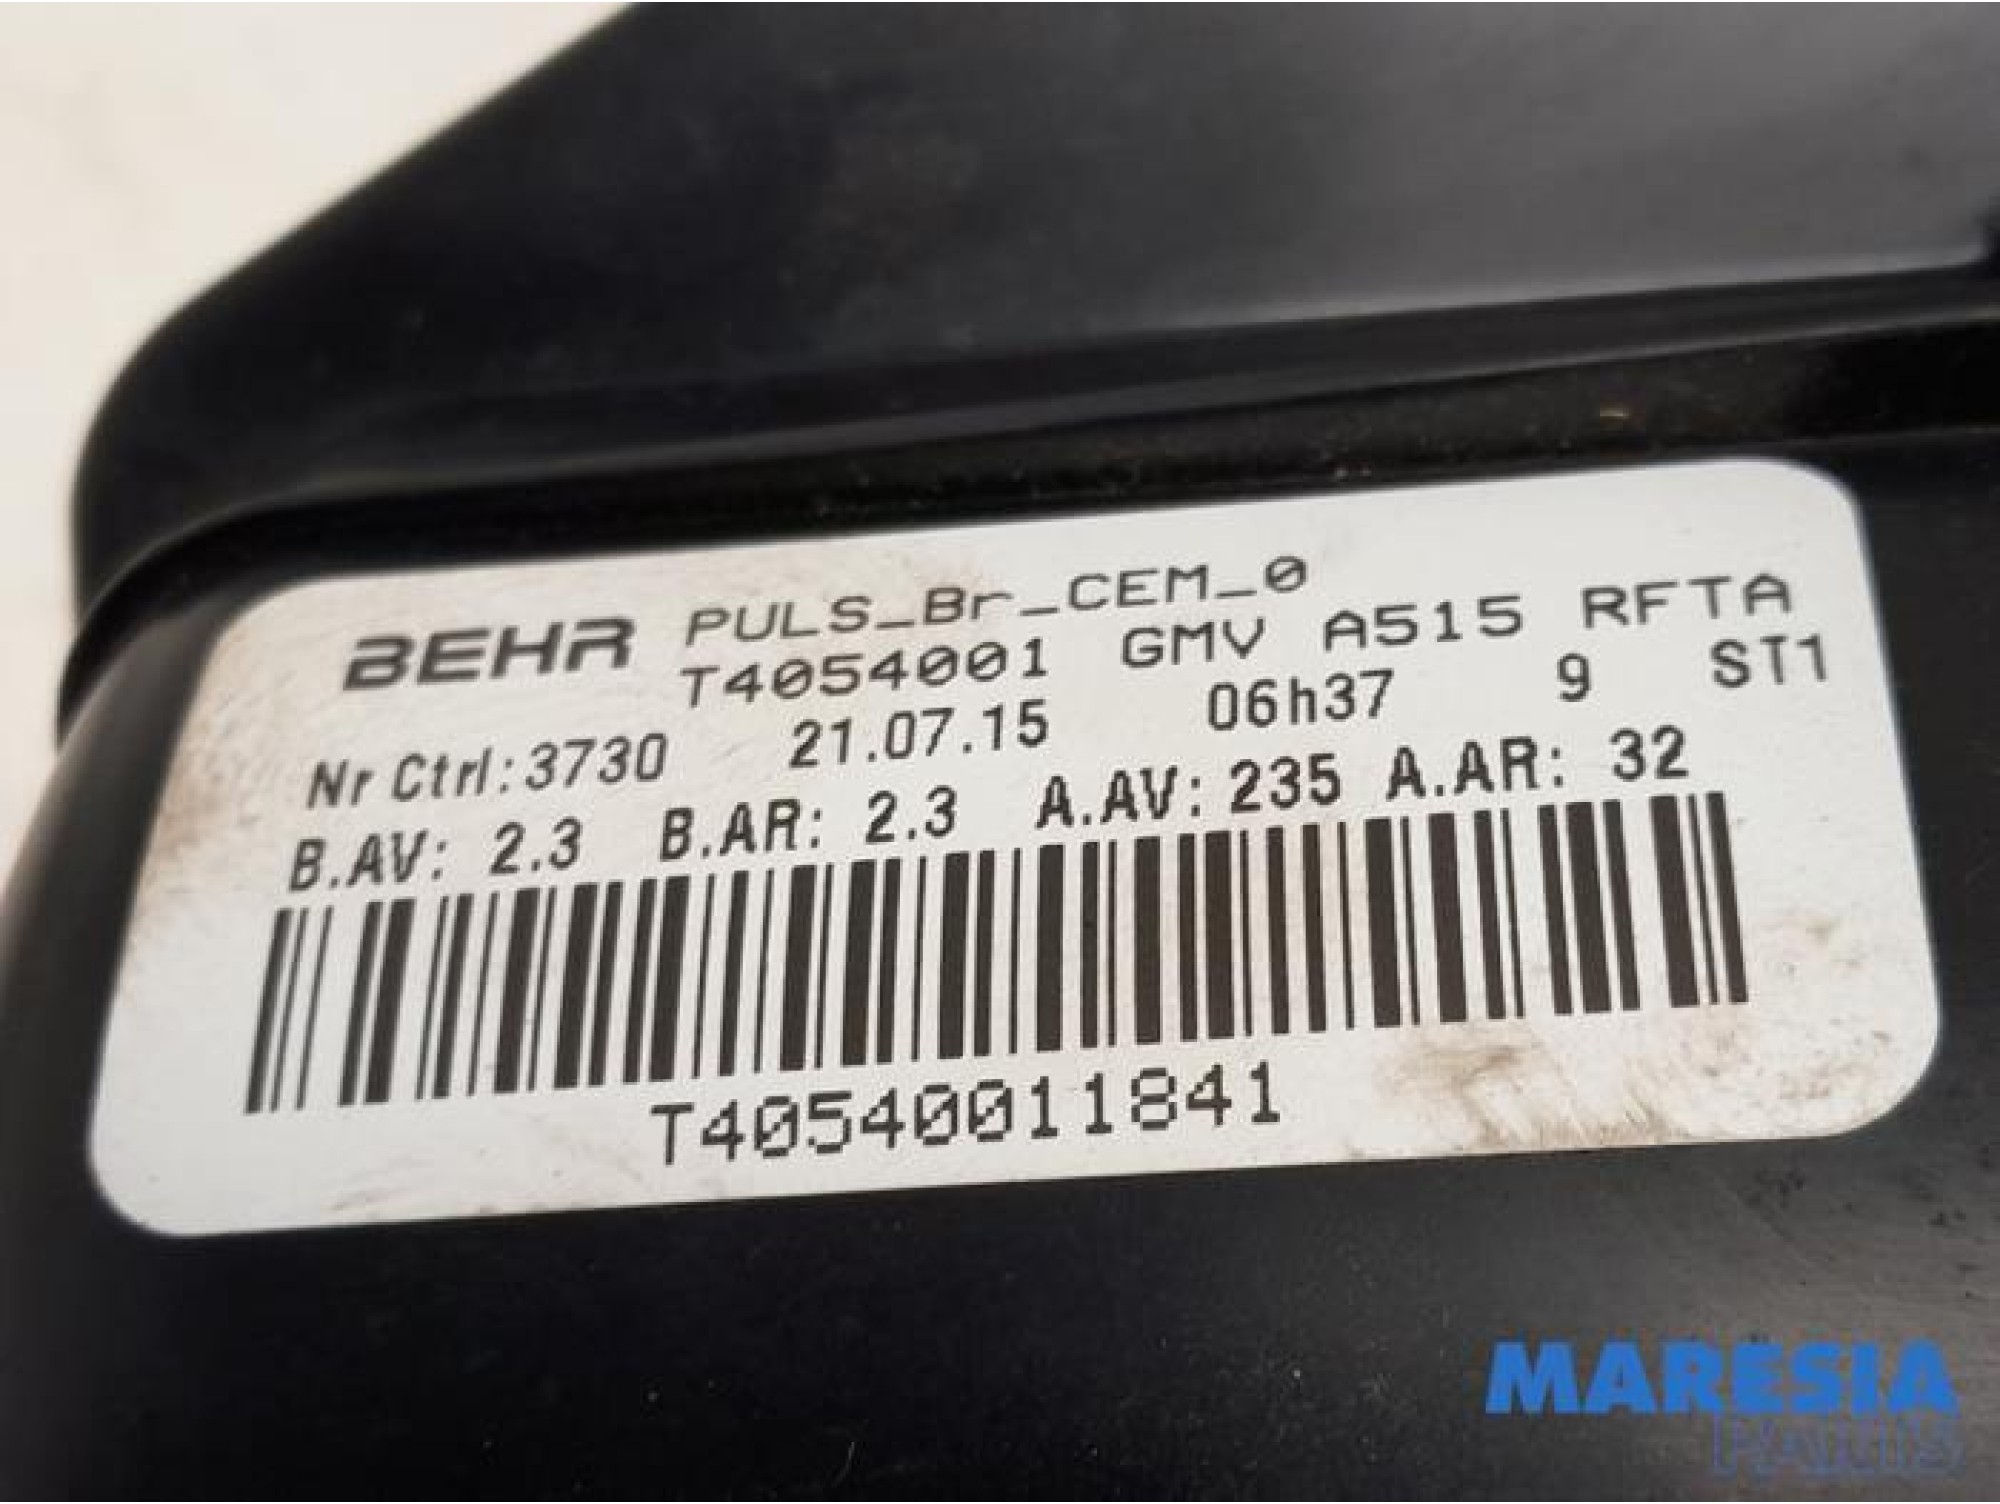 BEHR PULS_Br_CEM_0
T4054001 GMV A515 RFTA
Nr Ctrl:3730 21.07.15 06h37 9 ST1
B.AV: 2.3 B.AR: 2.3 A.AV: 235 A.AR: 32
T40540011841
MARESIA
PARTS